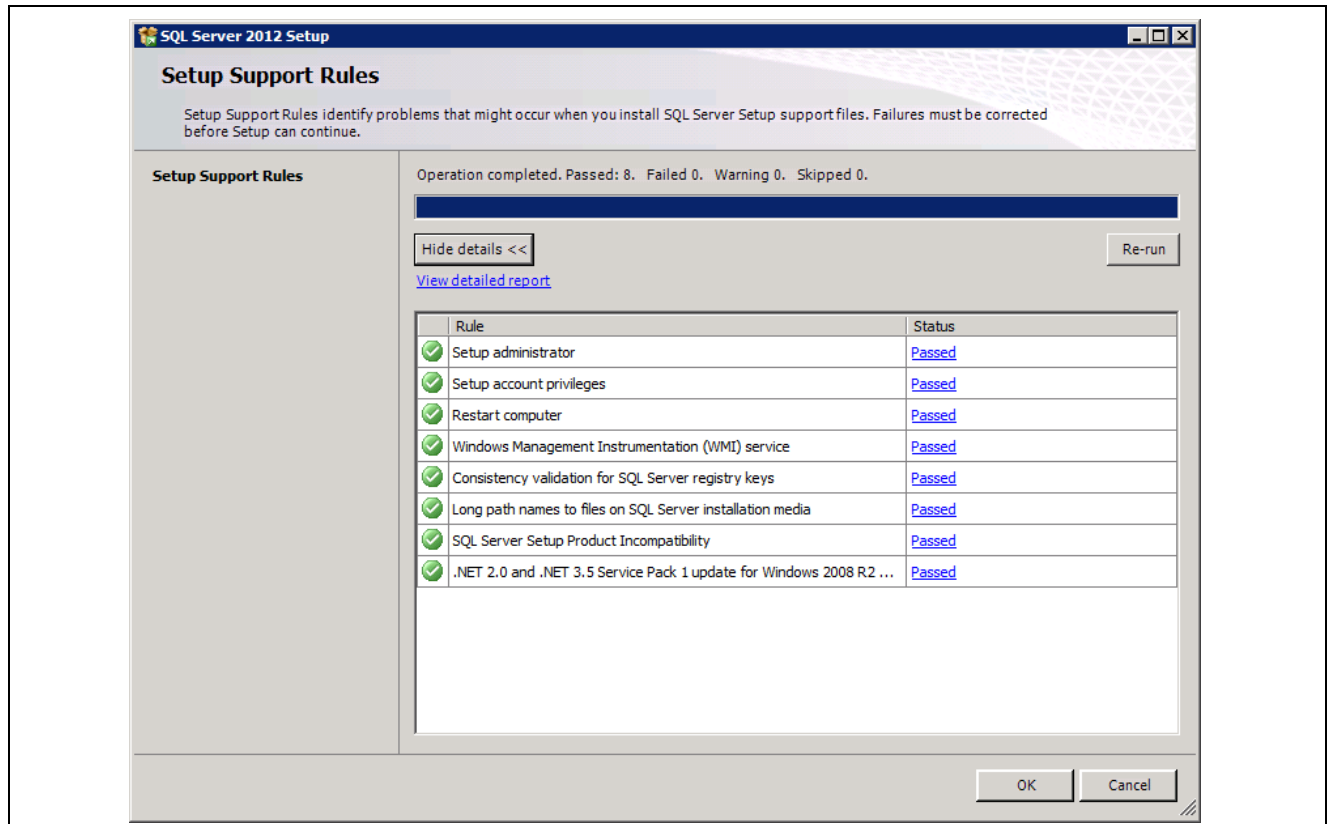 SQL Server 2012 Setup
Setup Support Rules
Setup Support Rules identify problems that might occur when you install SQL Server Setup support files. Failures must be corrected
before Setup can continue.
Setup Support Rules
Operation completed. Passed: 8. Failed 0. Warning 0. Skipped 0.
Hide details <<
Re-run
View detailed report
Rule Status
Setup administrator Passed
Setup account privileges Passed
Restart computer Passed
Windows Management Instrumentation (WMI) service Passed
Consistency validation for SQL Server registry keys Passed
Long path names to files on SQL Server installation media Passed
SQL Server Setup Product Incompatibility Passed
.NET 2.0 and .NET 3.5 Service Pack 1 update for Windows 2008 R2 ... Passed
OK Cancel